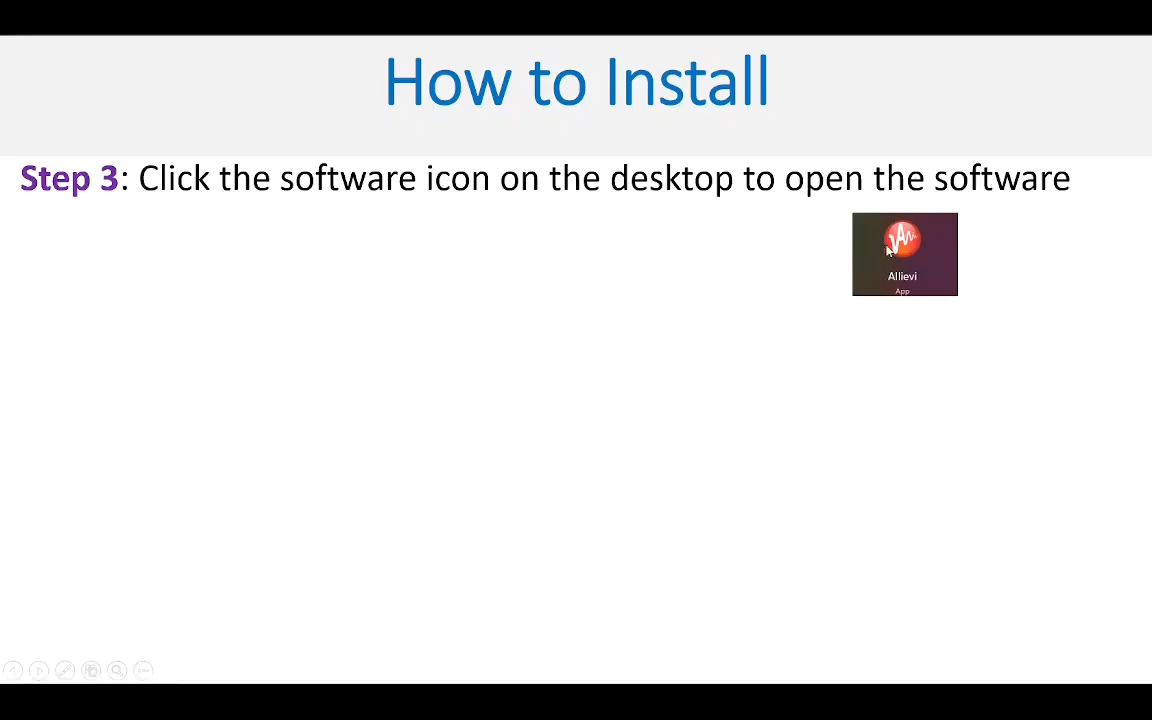 How to Install
Step 3: Click the software icon on the desktop to open the software
Allievi
App